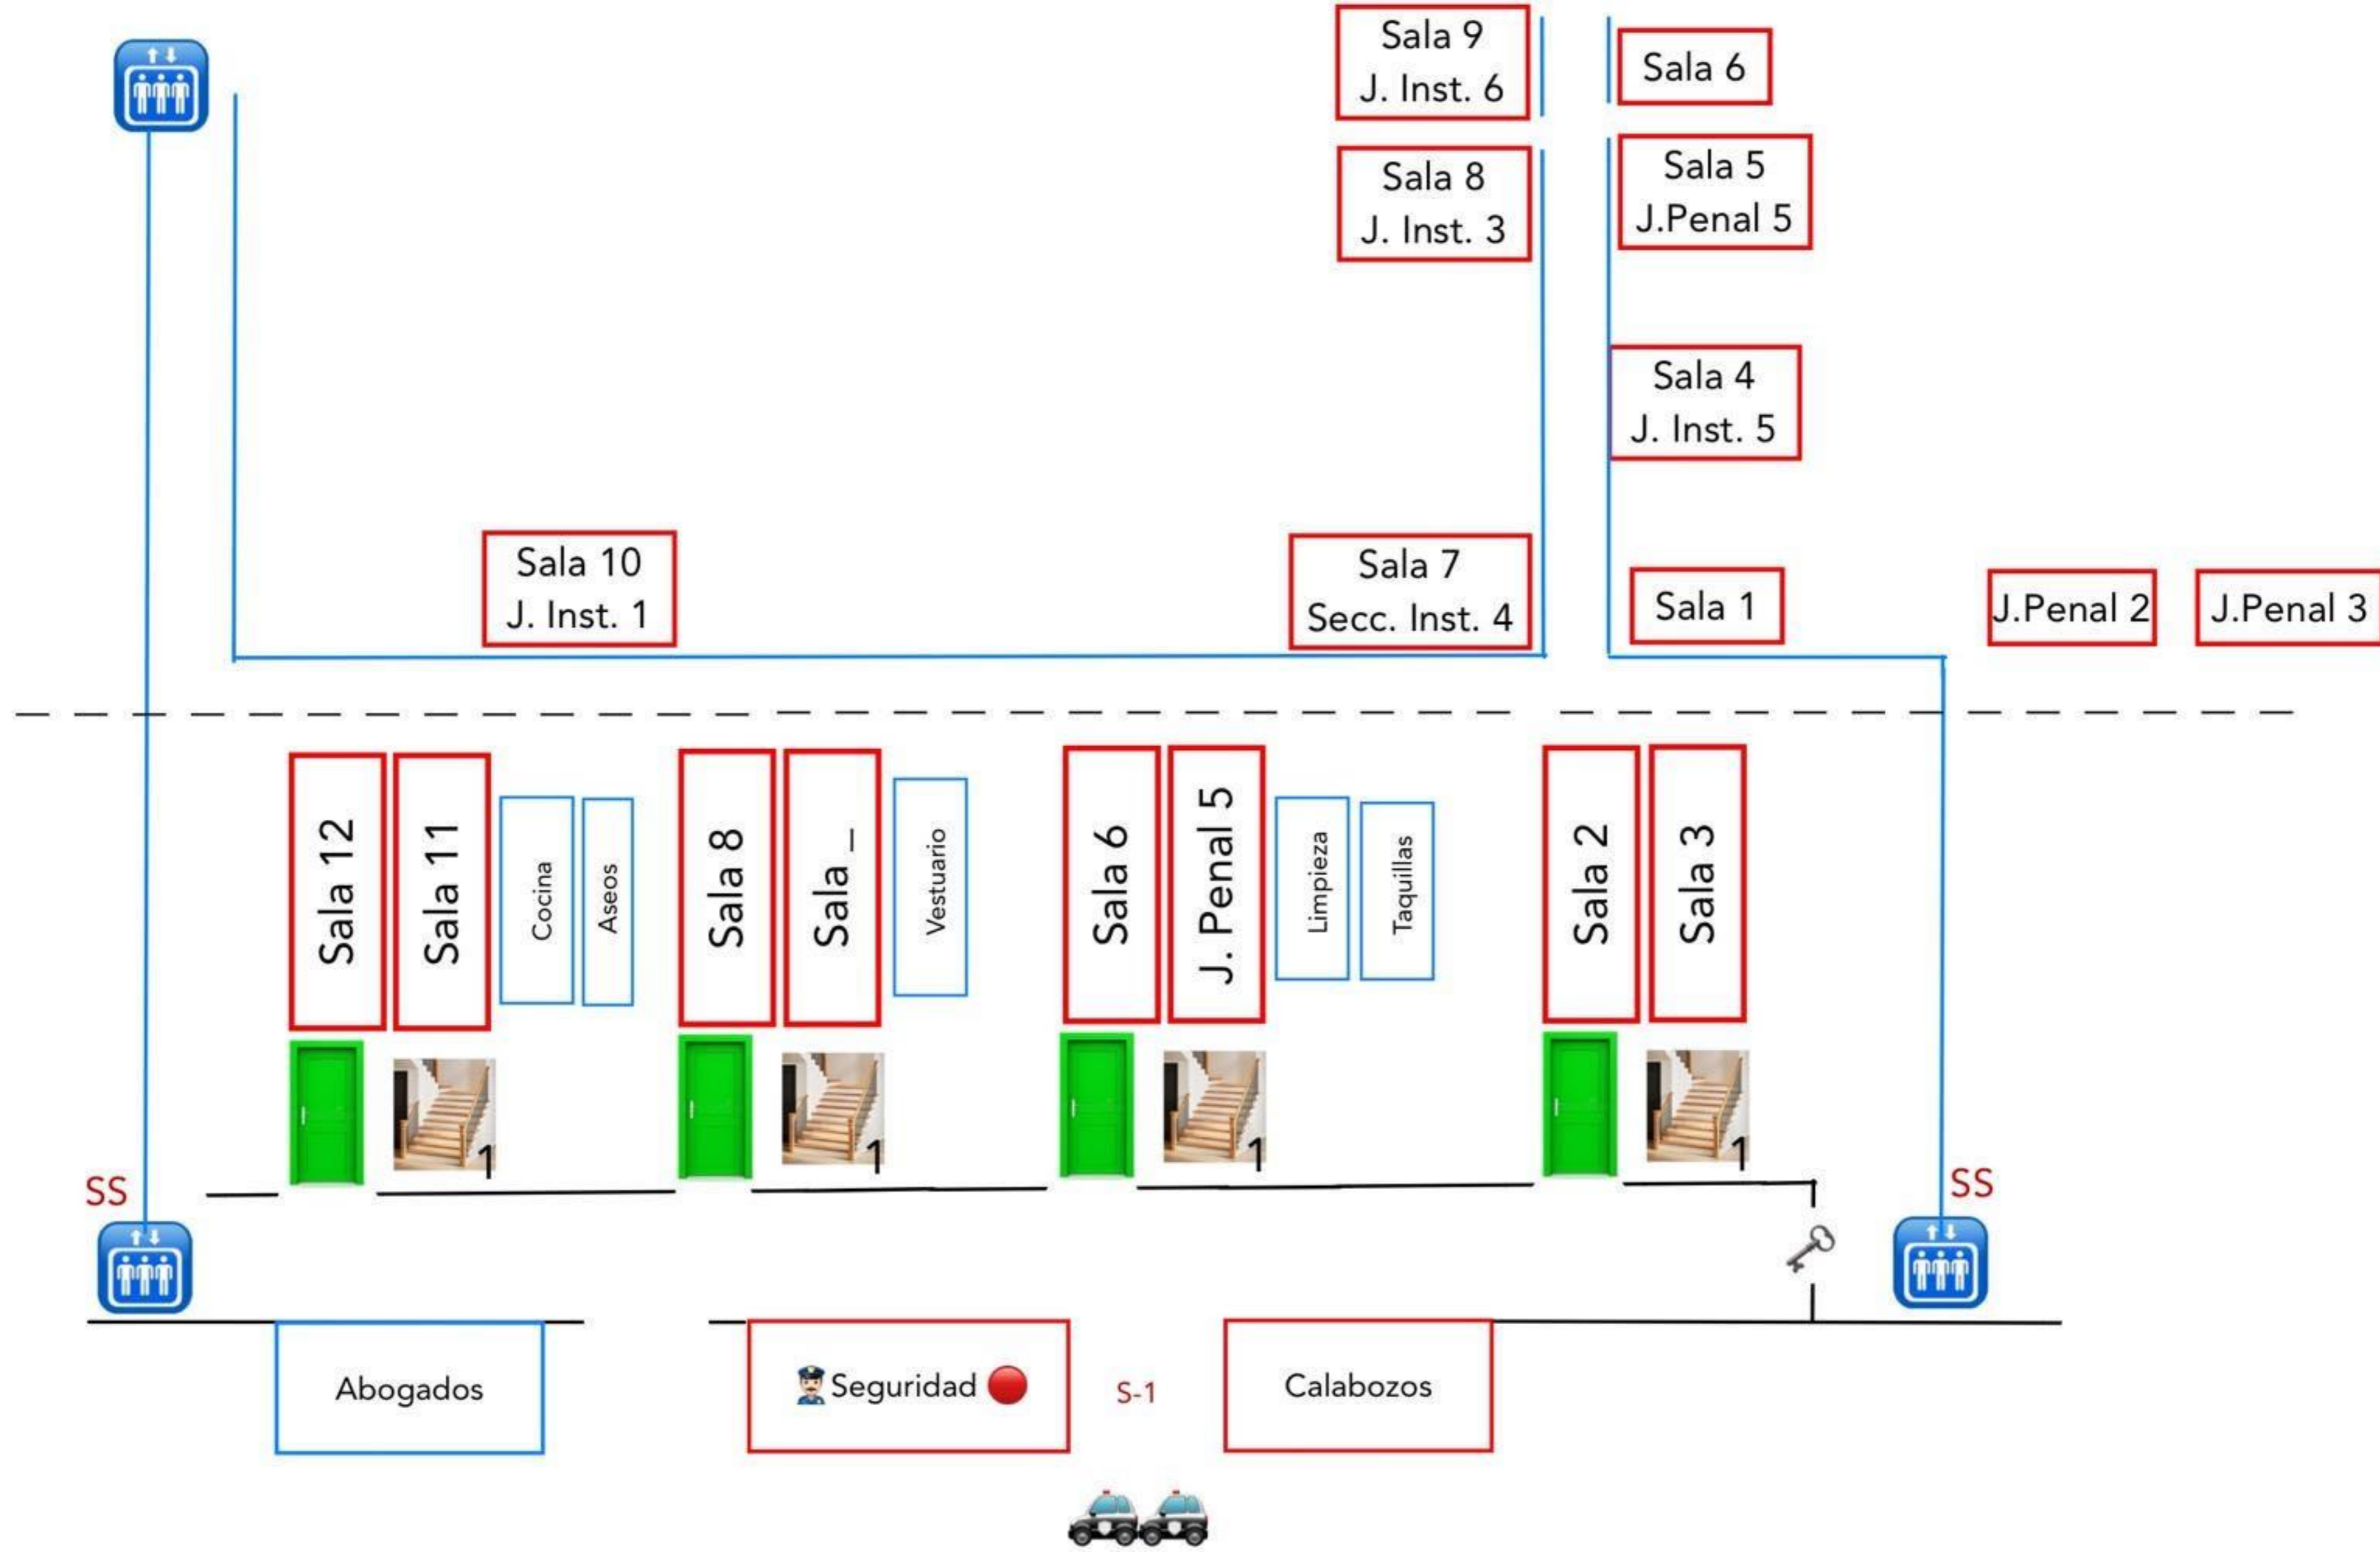 Sala 9
J. Inst. 6
Sala 6
Sala 8
J. Inst. 3
Sala 5
J.Penal 5
Sala 4
J. Inst. 5
Sala 10
J. Inst. 1
Sala 7
Secc. Inst. 4
Sala 1
J.Penal 2
J.Penal 3
Sala 12
Sala 11
Cocina
Aseos
Sala 8
Sala _
Vestuario
Sala 6
J. Penal 5
Limpieza
Taquillas
Sala 2
Sala 3
1
1
1
1
SS
SS
Abogados
Seguridad
S-1
Calabozos